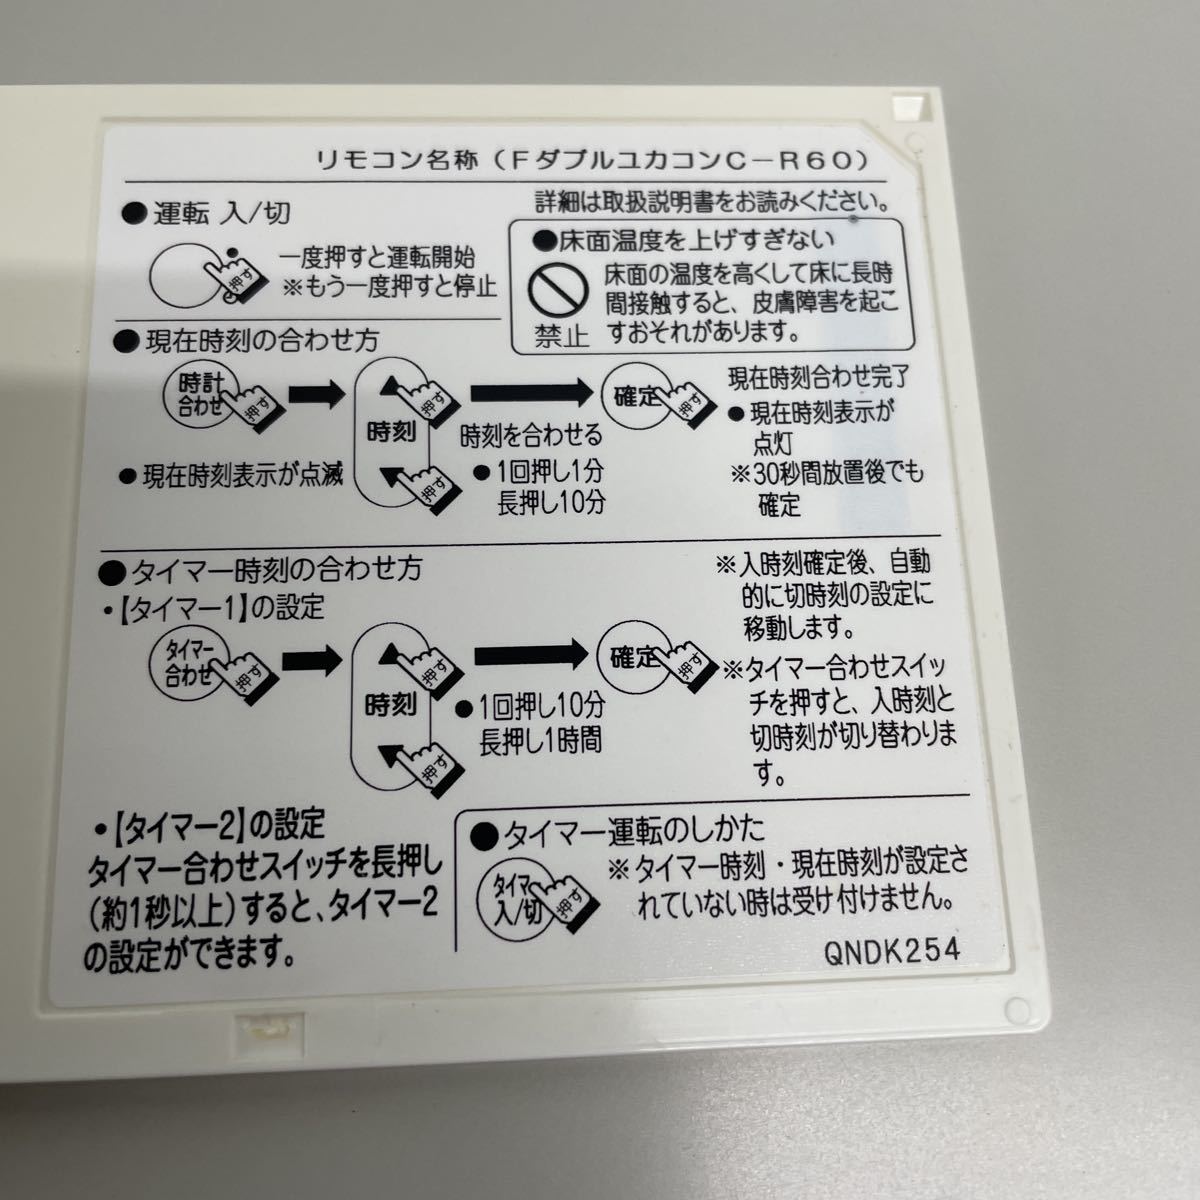 リモコン名称（FダブルユカコンC－R60）
詳細は取扱説明書をお読みください。
●運転 入/切
押す
一度押すと運転開始
※もう一度押すと停止
●床面温度を上げすぎない
禁止
床面の温度を高くして床に長時
間接触すると、皮膚障害を起こ
すおそれがあります。
●現在時刻の合わせ方
時計
合わせ
押す
●現在時刻表示が点滅
▲
押す
時刻
▼
押す
時刻を合わせる
●1回押し1分
長押し10分
確定
押す
現在時刻合わせ完了
●現在時刻表示が
点灯
※30秒間放置後でも
確定
●タイマー時刻の合わせ方
・【タイマー1】の設定
タイマー
合わせ
押す
▲
押す
時刻
▼
押す
●1回押し10分
長押し1時間
確定
押す
※入時刻確定後、自動
的に切時刻の設定に
移動します。
※タイマー合わせスイッ
チを押すと、入時刻と
切時刻が切り替わりま
す。
・【タイマー2】の設定
タイマー合わせスイッチを長押し
(約1秒以上)すると、タイマー2
の設定ができます。
●タイマー運転のしかた
タイマー
入/切
押す
※タイマー時刻・現在時刻が設定さ
れていない時は受け付けません。
QNDK254